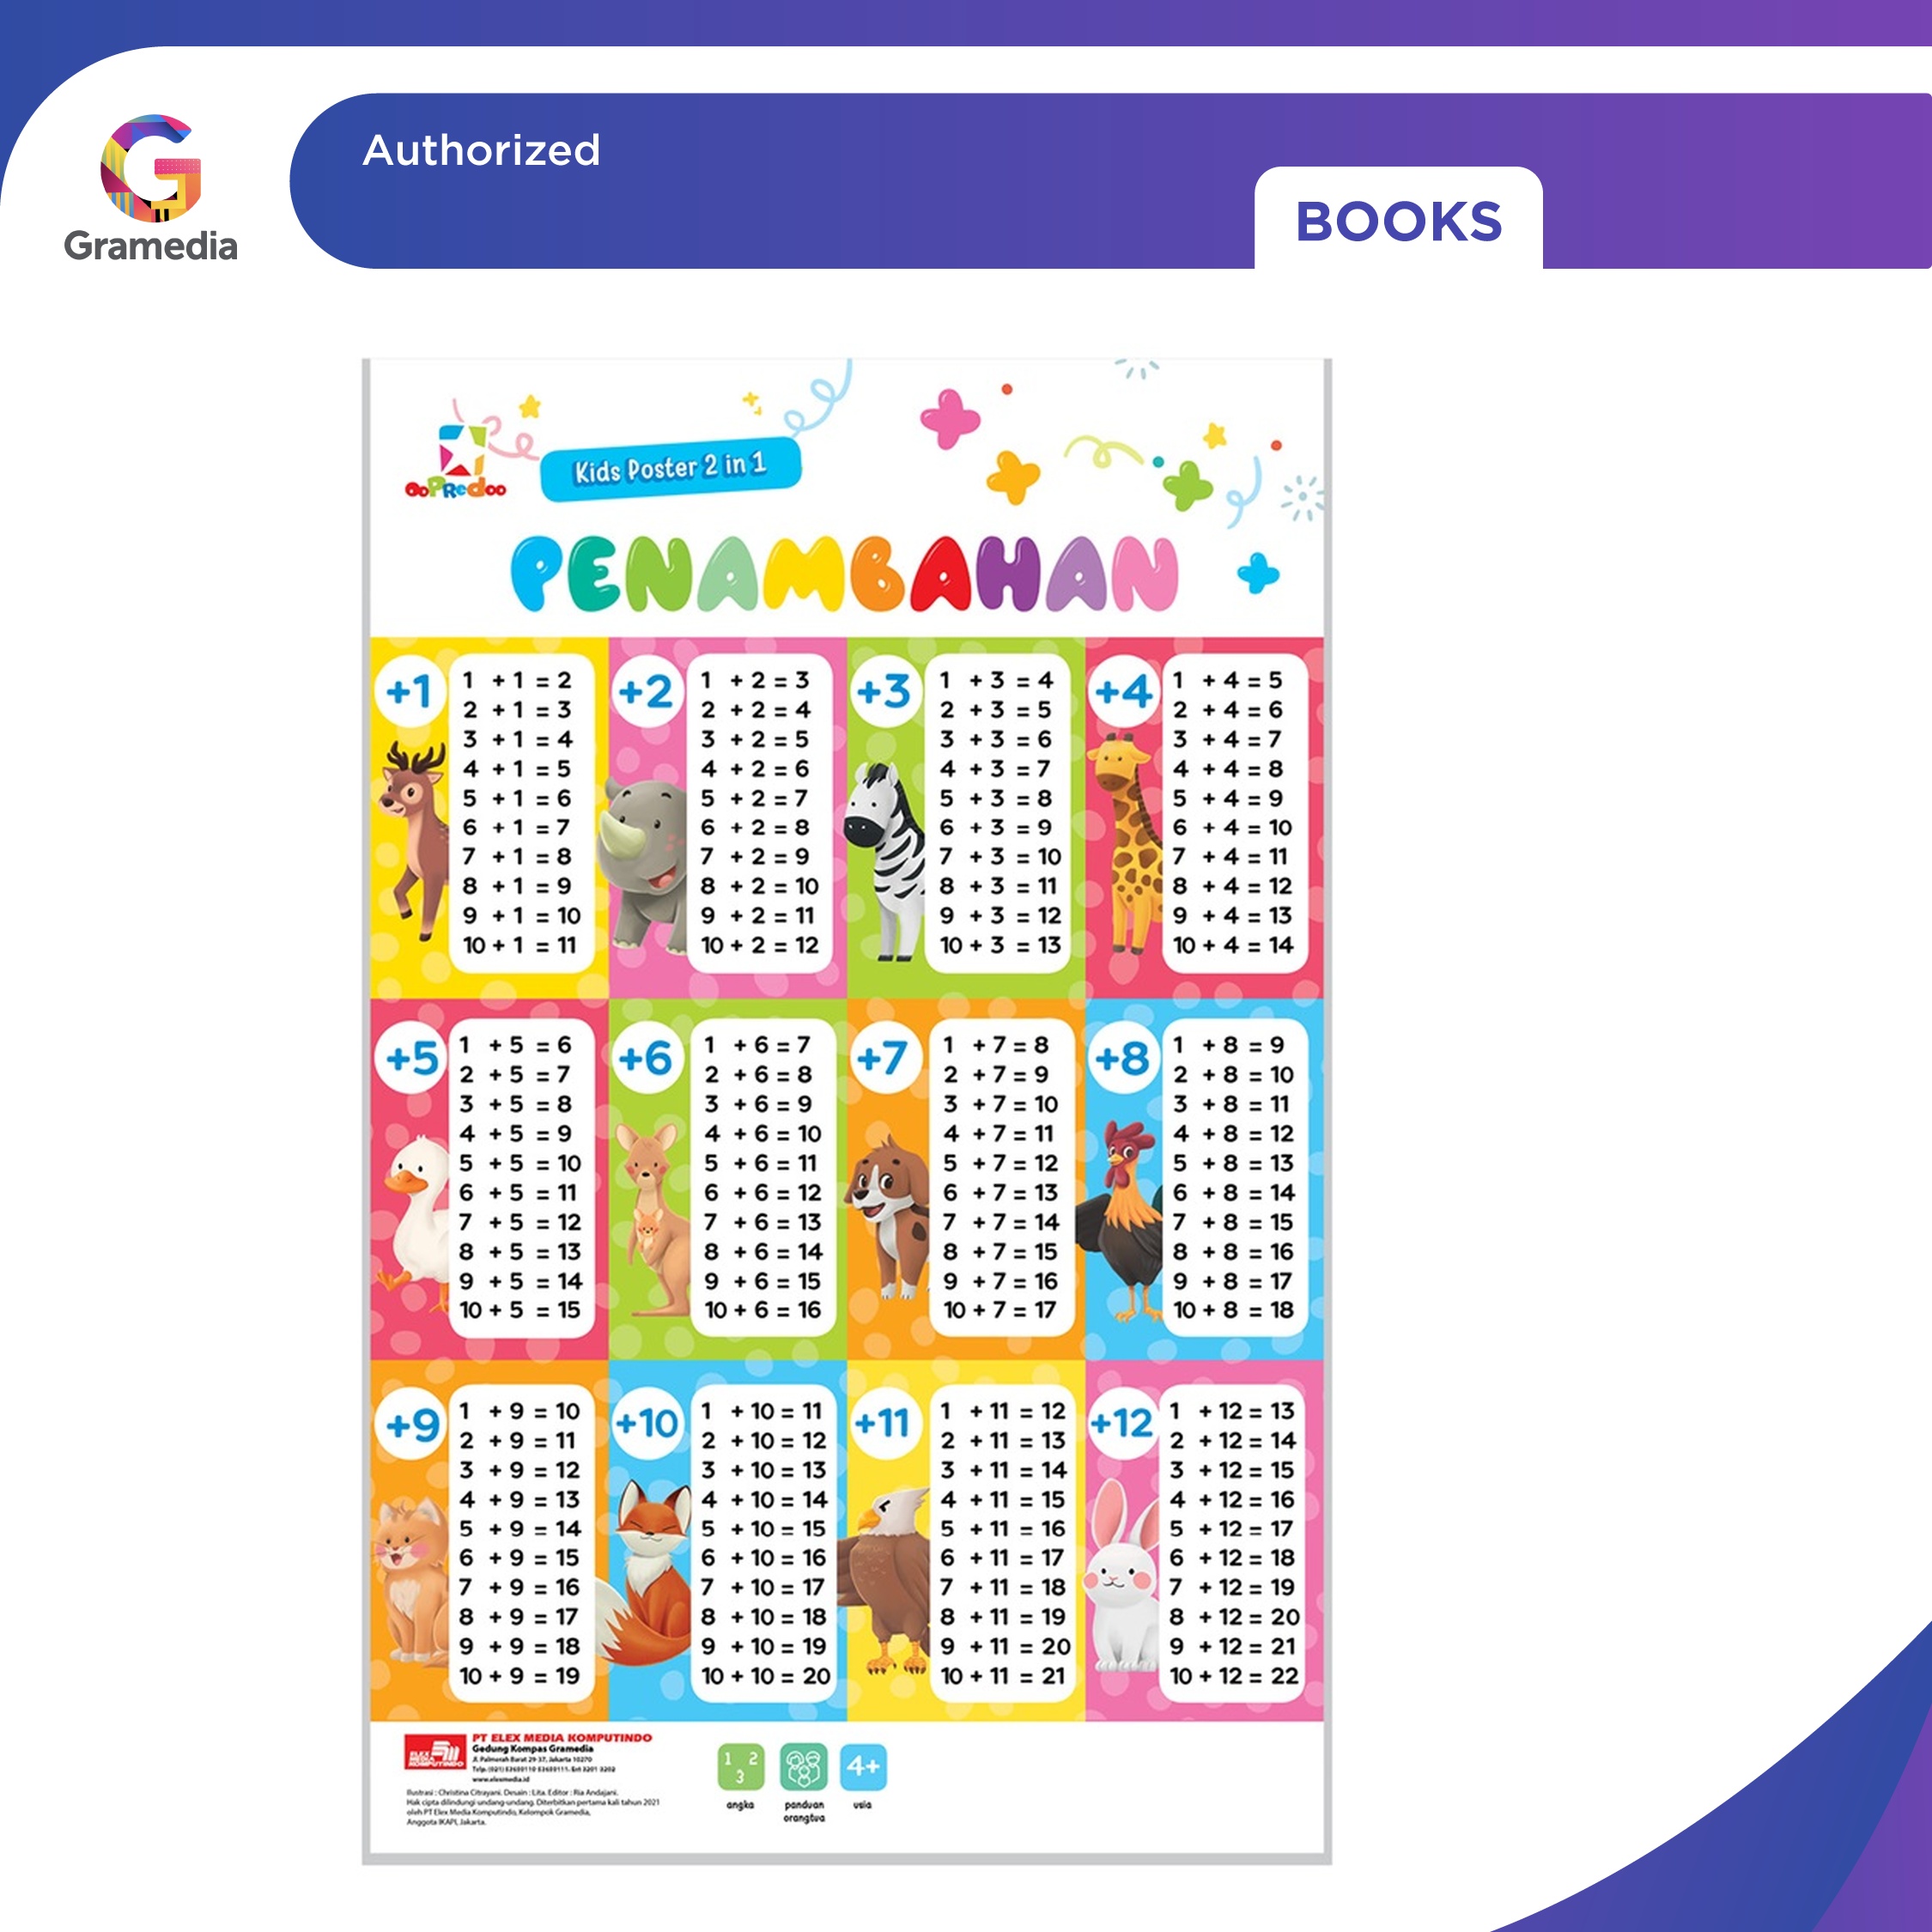 Gramedia
Authorized
BOOKS
OoPRedoo
Kids Poster 2 in 1
PENAMBAHAN
+1
1 + 1 = 2
2 + 1 = 3
3 + 1 = 4
4 + 1 = 5
5 + 1 = 6
6 + 1 = 7
7 + 1 = 8
8 + 1 = 9
9 + 1 = 10
10 + 1 = 11
+2
1 + 2 = 3
2 + 2 = 4
3 + 2 = 5
4 + 2 = 6
5 + 2 = 7
6 + 2 = 8
7 + 2 = 9
8 + 2 = 10
9 + 2 = 11
10 + 2 = 12
+3
1 + 3 = 4
2 + 3 = 5
3 + 3 = 6
4 + 3 = 7
5 + 3 = 8
6 + 3 = 9
7 + 3 = 10
8 + 3 = 11
9 + 3 = 12
10 + 3 = 13
+4
1 + 4 = 5
2 + 4 = 6
3 + 4 = 7
4 + 4 = 8
5 + 4 = 9
6 + 4 = 10
7 + 4 = 11
8 + 4 = 12
9 + 4 = 13
10 + 4 = 14
+5
1 + 5 = 6
2 + 5 = 7
3 + 5 = 8
4 + 5 = 9
5 + 5 = 10
6 + 5 = 11
7 + 5 = 12
8 + 5 = 13
9 + 5 = 14
10 + 5 = 15
+6
1 + 6 = 7
2 + 6 = 8
3 + 6 = 9
4 + 6 = 10
5 + 6 = 11
6 + 6 = 12
7 + 6 = 13
8 + 6 = 14
9 + 6 = 15
10 + 6 = 16
+7
1 + 7 = 8
2 + 7 = 9
3 + 7 = 10
4 + 7 = 11
5 + 7 = 12
6 + 7 = 13
7 + 7 = 14
8 + 7 = 15
9 + 7 = 16
10 + 7 = 17
+8
1 + 8 = 9
2 + 8 = 10
3 + 8 = 11
4 + 8 = 12
5 + 8 = 13
6 + 8 = 14
7 + 8 = 15
8 + 8 = 16
9 + 8 = 17
10 + 8 = 18
+9
1 + 9 = 10
2 + 9 = 11
3 + 9 = 12
4 + 9 = 13
5 + 9 = 14
6 + 9 = 15
7 + 9 = 16
8 + 9 = 17
9 + 9 = 18
10 + 9 = 19
+10
1 + 10 = 11
2 + 10 = 12
3 + 10 = 13
4 + 10 = 14
5 + 10 = 15
6 + 10 = 16
7 + 10 = 17
8 + 10 = 18
9 + 10 = 19
10 + 10 = 20
+11
1 + 11 = 12
2 + 11 = 13
3 + 11 = 14
4 + 11 = 15
5 + 11 = 16
6 + 11 = 17
7 + 11 = 18
8 + 11 = 19
9 + 11 = 20
10 + 11 = 21
+12
1 + 12 = 13
2 + 12 = 14
3 + 12 = 15
4 + 12 = 16
5 + 12 = 17
6 + 12 = 18
7 + 12 = 19
8 + 12 = 20
9 + 12 = 21
10 + 12 = 22
ELEX
MEDIA
KOMPUTINDO
PT ELEX MEDIA KOMPUTINDO
Gedung Kompas Gramedia
Jl. Palmerah Barat 29-37, Jakarta 10270
Telp. (021) 53650110-53650111, Ext 3201-3202
www.elexmedia.id
Ilustrasi : Christina Citrayani. Desain : Lita. Editor : Ria Andajani.
Hak cipta dilindungi undang-undang. Diterbitkan pertama kali tahun 2021
oleh PT Elex Media Komputindo, Kelompok Gramedia,
Anggota IKAPI, Jakarta.
1 2
3
angka
panduan
orangtua
4+
usia